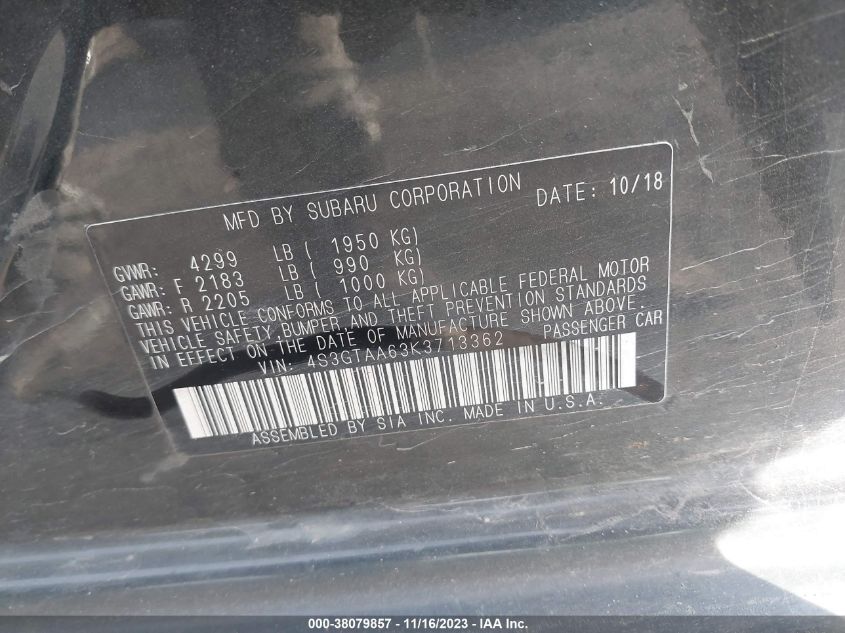 MFD BY SUBARU CORPORATION DATE: 10/18
GVWR: 4299 LB ( 1950 KG)
GAWR: F 2183 LB ( 990 KG)
GAWR: R 2205 LB ( 1000 KG)
THIS VEHICLE CONFORMS TO ALL APPLICABLE FEDERAL MOTOR
VEHICLE SAFETY,BUMPER,AND THEFT PREVENTION STANDARDS
IN EFFECT ON THE DATE OF MANUFACTURE SHOWN ABOVE.
VIN: 4S3GTAA63K3713362 PASSENGER CAR
ASSEMBLED BY SIA INC. MADE IN U.S.A.
000-38079857 - 11/16/2023 - IAA Inc.